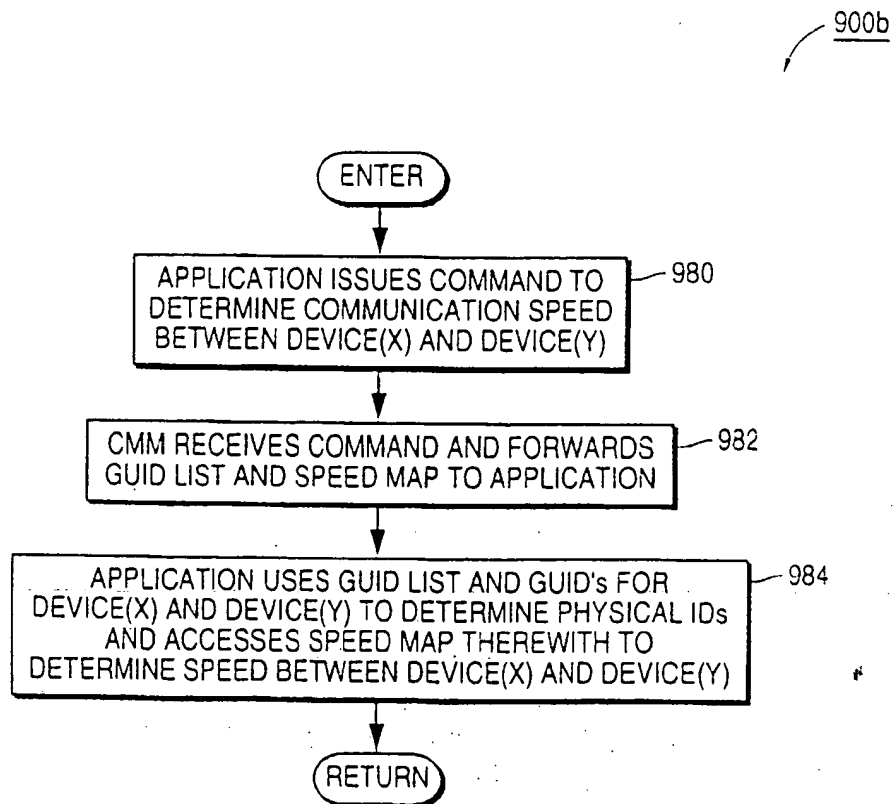 900b
ENTER
APPLICATION ISSUES COMMAND TO
DETERMINE COMMUNICATION SPEED
BETWEEN DEVICE(X) AND DEVICE(Y)
980
CMM RECEIVES COMMAND AND FORWARDS
GUID LIST AND SPEED MAP TO APPLICATION
982
APPLICATION USES GUID LIST AND GUID's FOR
DEVICE(X) AND DEVICE(Y) TO DETERMINE PHYSICAL IDs
AND ACCESSES SPEED MAP THEREWITH TO
DETERMINE SPEED BETWEEN DEVICE(X) AND DEVICE(Y)
984
RETURN